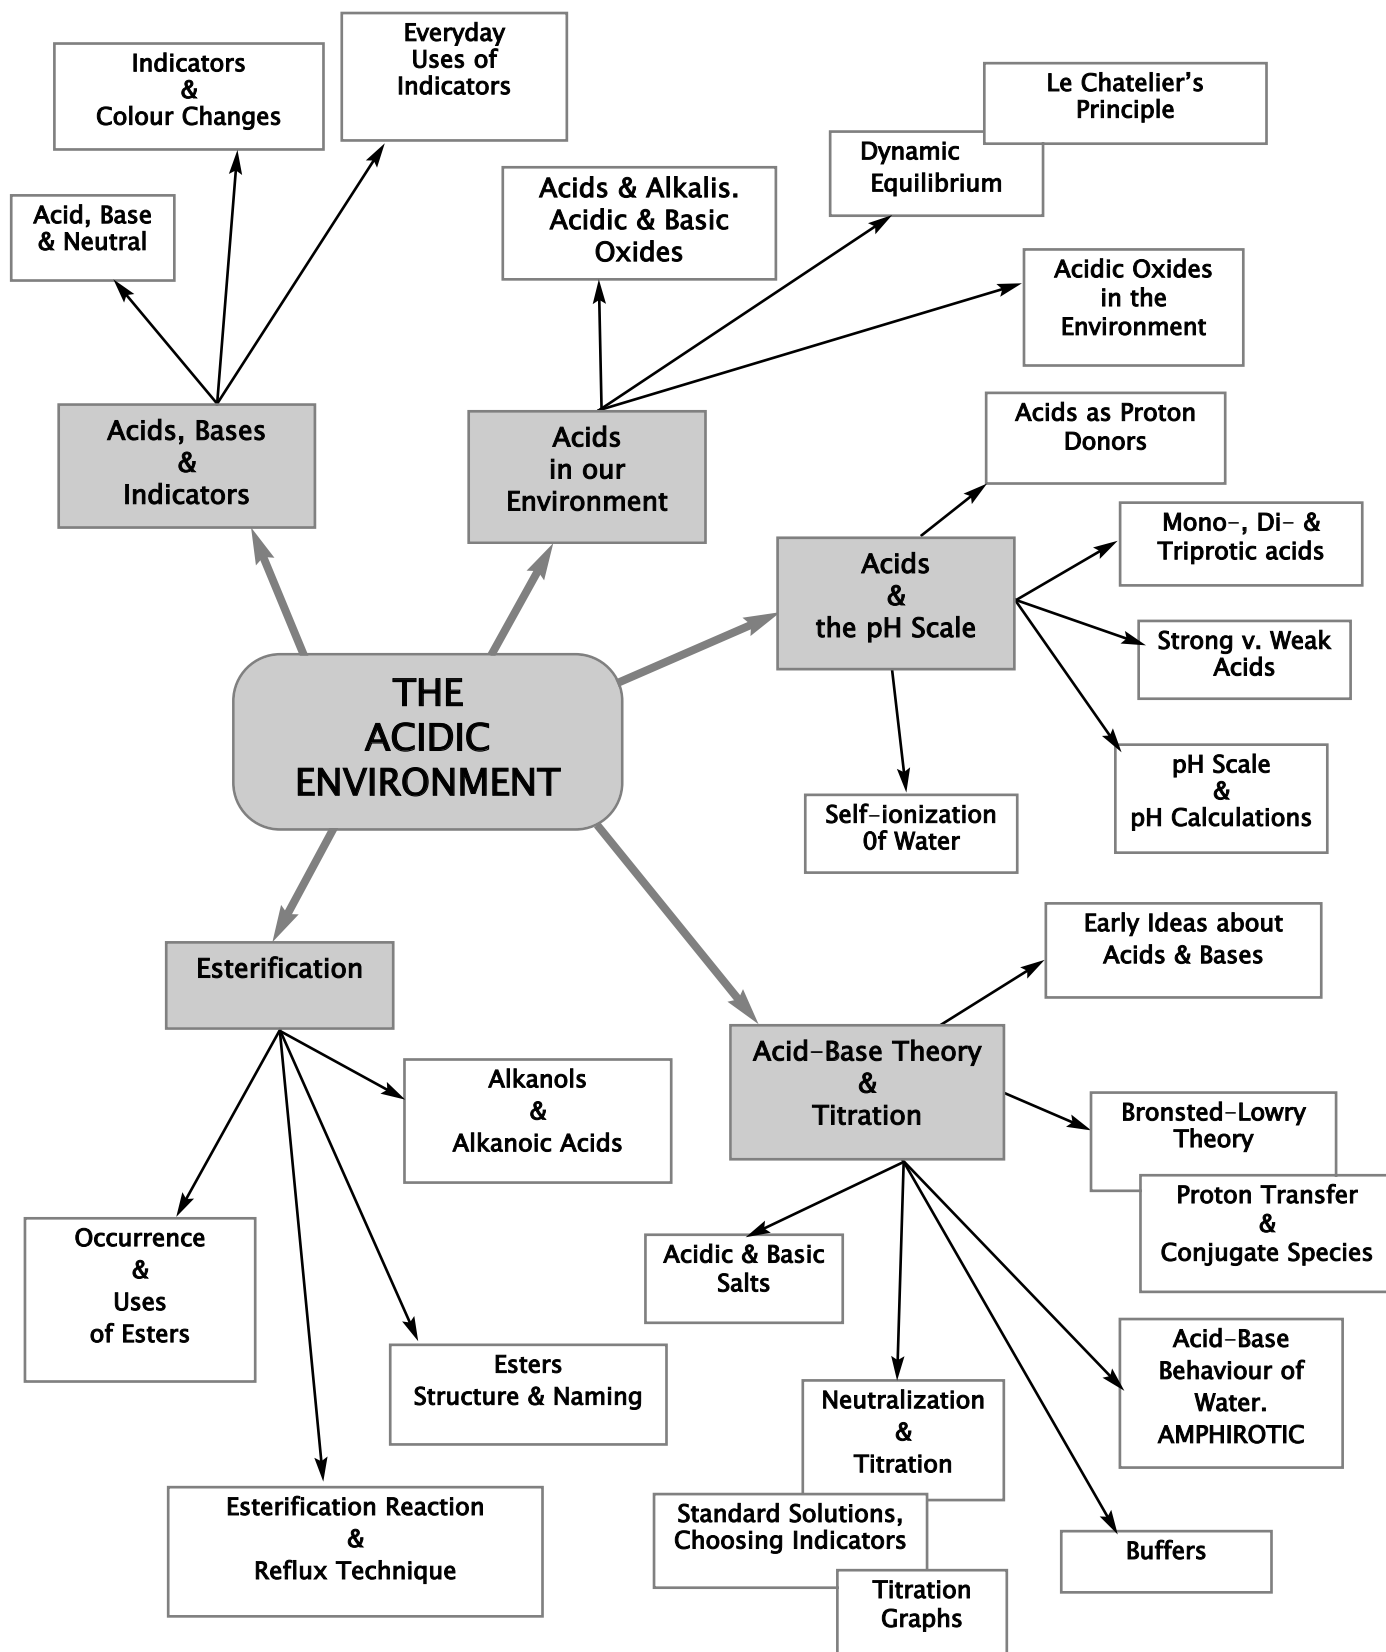 Everyday
Uses of
Indicators
Indicators
&
Colour Changes
Le Chatelier's
Principle
Dynamic
Equilibrium
Acids & Alkalis.
Acidic & Basic
Oxides
Acid, Base
& Neutral
Acidic Oxides
in the
Environment
Acids, Bases
&
Indicators
Acids
in our
Environment
Acids as Proton
Donors
Mono-, Di- &
Triprotic acids
Acids
&
the pH Scale
Strong v. Weak
Acids
THE
ACIDIC
ENVIRONMENT
pH Scale
&
pH Calculations
Self-ionization
0f Water
Early Ideas about
Acids & Bases
Esterification
Acid-Base Theory
&
Titration
Alkanols
&
Alkanoic Acids
Bronsted-Lowry
Theory
Proton Transfer
&
Conjugate Species
Occurrence
&
Uses
of Esters
Acidic & Basic
Salts
Acid-Base
Behaviour of
Water.
AMPHIROTIC
Esters
Structure & Naming
Neutralization
&
Titration
Esterification Reaction
&
Reflux Technique
Standard Solutions,
Choosing Indicators
Buffers
Titration
Graphs